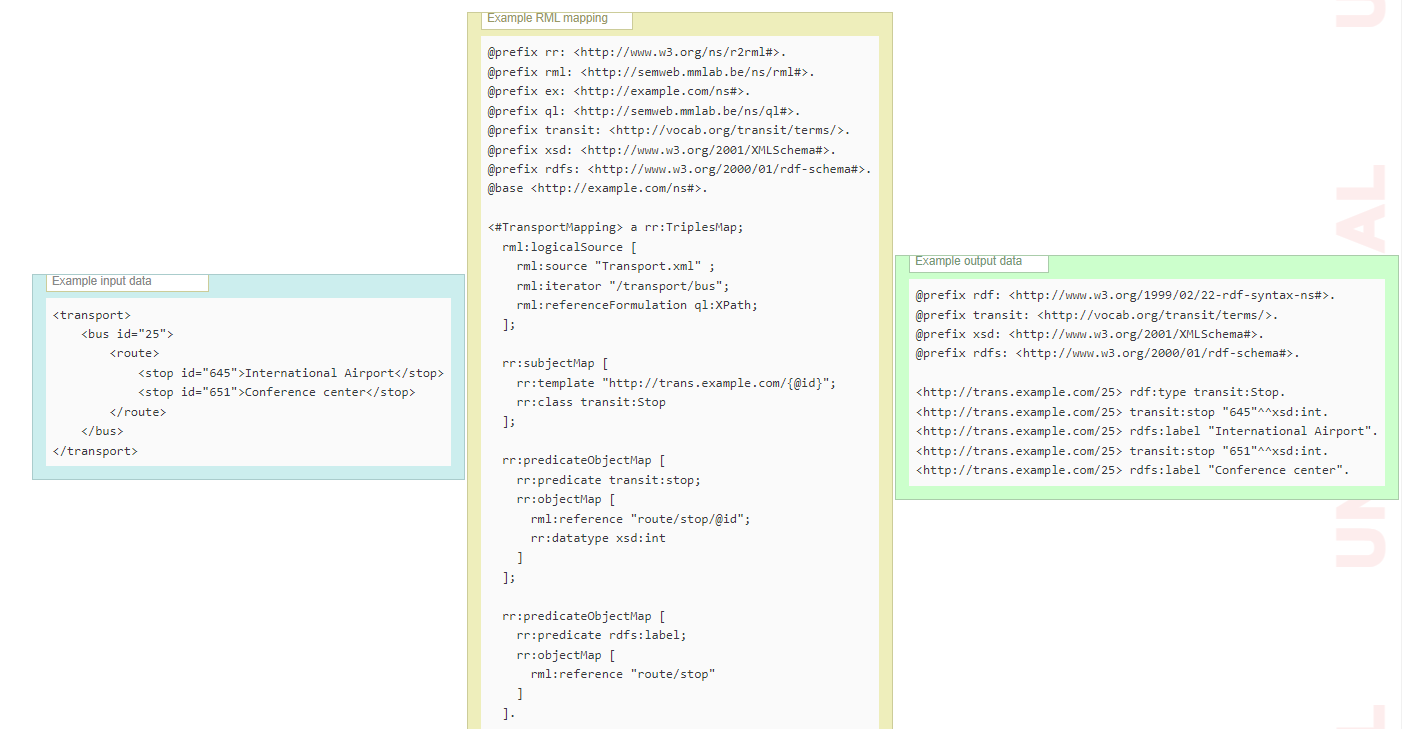 Example input data
<transport>
    <bus id="25">
        <route>
            <stop id="645">International Airport</stop>
            <stop id="651">Conference center</stop>
        </route>
    </bus>
</transport>
Example RML mapping
@prefix rr: <http://www.w3.org/ns/r2rml#>.
@prefix rml: <http://semweb.mmlab.be/ns/rml#>.
@prefix ex: <http://example.com/ns#>.
@prefix ql: <http://semweb.mmlab.be/ns/ql#>.
@prefix transit: <http://vocab.org/transit/terms/>.
@prefix xsd: <http://www.w3.org/2001/XMLSchema#>.
@prefix rdfs: <http://www.w3.org/2000/01/rdf-schema#>.
@base <http://example.com/ns#>.

<#TransportMapping> a rr:TriplesMap;
  rml:logicalSource [
    rml:source "Transport.xml" ;
    rml:iterator "/transport/bus";
    rml:referenceFormulation ql:XPath;
  ];

  rr:subjectMap [
    rr:template "http://trans.example.com/{@id}";
    rr:class transit:Stop
  ];

  rr:predicateObjectMap [
    rr:predicate transit:stop;
    rr:objectMap [
      rml:reference "route/stop/@id";
      rr:datatype xsd:int
    ]
  ];

  rr:predicateObjectMap [
    rr:predicate rdfs:label;
    rr:objectMap [
      rml:reference "route/stop"
    ]
  ].
Example output data
@prefix rdf: <http://www.w3.org/1999/02/22-rdf-syntax-ns#>.
@prefix transit: <http://vocab.org/transit/terms/>.
@prefix xsd: <http://www.w3.org/2001/XMLSchema#>.
@prefix rdfs: <http://www.w3.org/2000/01/rdf-schema#>.

<http://trans.example.com/25> rdf:type transit:Stop.
<http://trans.example.com/25> transit:stop "645"^^xsd:int.
<http://trans.example.com/25> rdfs:label "International Airport".
<http://trans.example.com/25> transit:stop "651"^^xsd:int.
<http://trans.example.com/25> rdfs:label "Conference center".